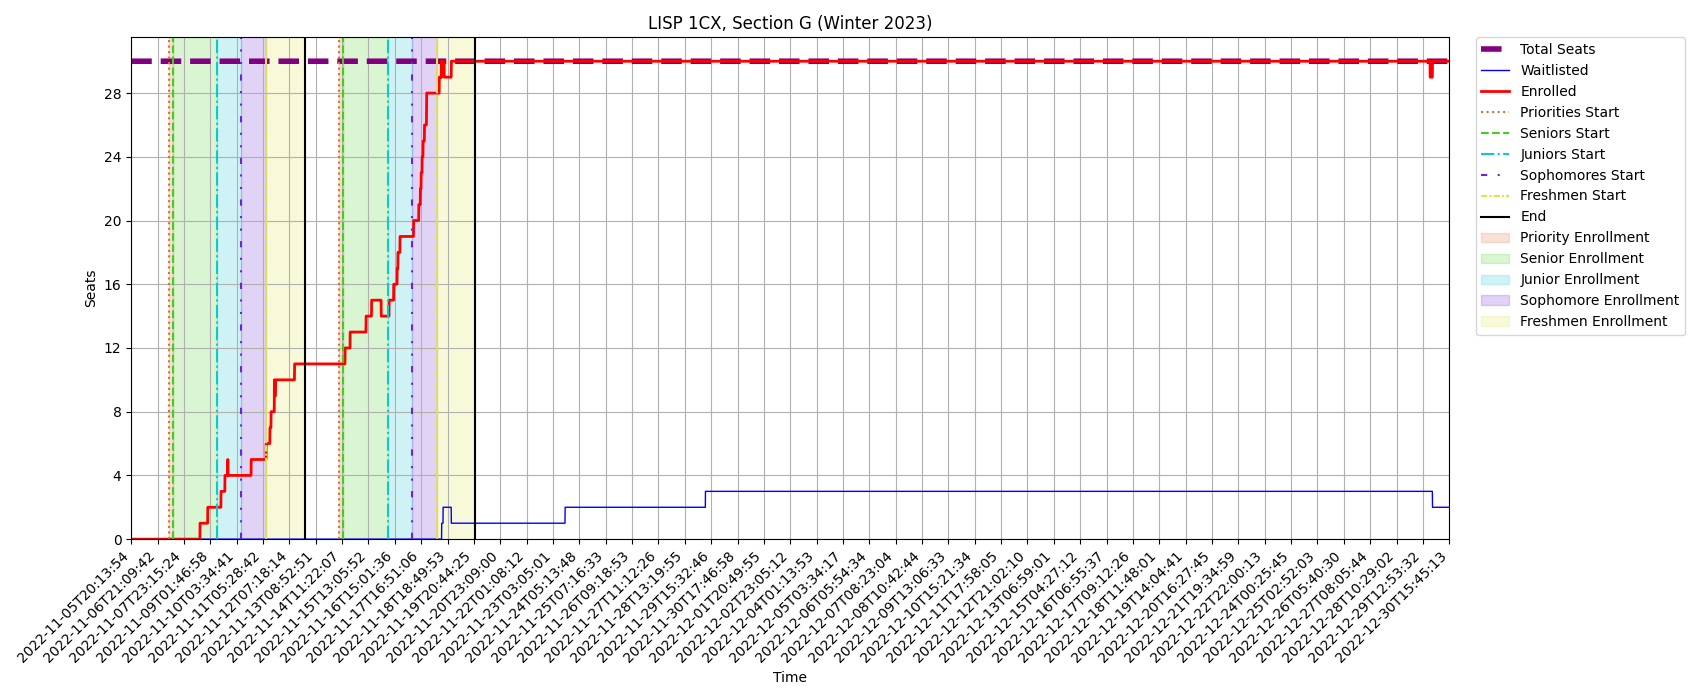 LISP 1CX, Section G (Winter 2023)
Seats
28
24
20
16
12
8
4
0
2022-11-05T20:13:54
2022-11-06T21:09:42
2022-11-07T23:15:24
2022-11-09T01:46:58
2022-11-10T03:34:41
2022-11-11T05:28:42
2022-11-12T07:18:14
2022-11-13T08:52:51
2022-11-14T11:22:07
2022-11-15T13:05:52
2022-11-16T15:01:36
2022-11-17T16:51:06
2022-11-18T18:49:53
2022-11-19T20:44:25
2022-11-20T23:09:00
2022-11-22T01:08:12
2022-11-23T03:05:01
2022-11-24T05:13:48
2022-11-25T07:16:33
2022-11-26T09:18:53
2022-11-27T11:12:26
2022-11-28T13:19:55
2022-11-29T15:32:46
2022-11-30T17:46:58
2022-12-01T20:49:55
2022-12-02T23:05:12
2022-12-04T01:13:53
2022-12-05T03:34:17
2022-12-06T05:54:34
2022-12-07T08:23:04
2022-12-08T10:42:44
2022-12-09T13:06:33
2022-12-10T15:21:34
2022-12-11T17:58:05
2022-12-12T21:02:10
2022-12-13T06:59:01
2022-12-15T04:27:12
2022-12-16T06:55:37
2022-12-17T09:12:26
2022-12-18T11:48:01
2022-12-19T14:04:41
2022-12-20T16:27:45
2022-12-21T19:34:59
2022-12-22T22:00:13
2022-12-24T00:25:45
2022-12-25T02:52:03
2022-12-26T05:40:30
2022-12-27T08:05:44
2022-12-28T10:29:02
2022-12-29T12:53:32
2022-12-30T15:45:13
Time
Total Seats
Waitlisted
Enrolled
Priorities Start
Seniors Start
Juniors Start
Sophomores Start
Freshmen Start
End
Priority Enrollment
Senior Enrollment
Junior Enrollment
Sophomore Enrollment
Freshmen Enrollment